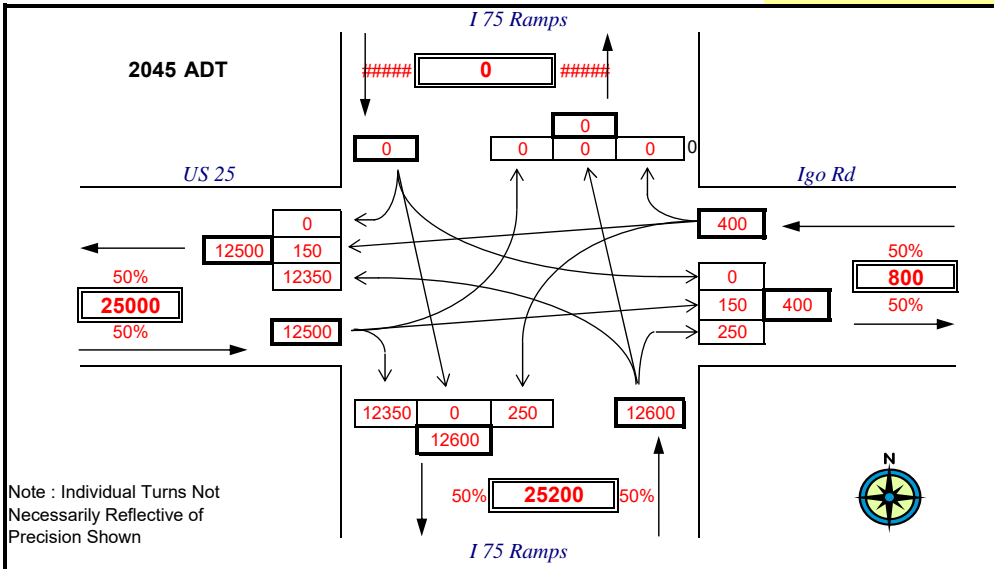 I 75 Ramps
2045 ADT
##### 0 #####
0
0 0 0 0 0
US 25
Igo Rd
0
400
12500 150
50%
50%
12350
0
800
25000
150 400
50%
50%
12500
250
12350 0 250
12600
12600
N
Note : Individual Turns Not
Necessarily Reflective of
Precision Shown
50% 25200 50%
I 75 Ramps